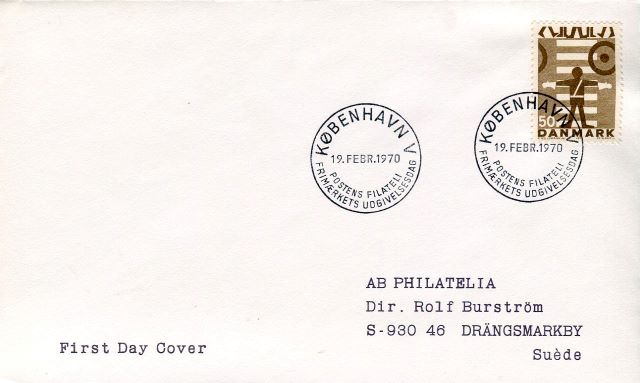 50
DANMARK
KØBENHAVN V
19.FEBR.1970
POSTENS FILATELI
FRIMÆRKETS UDGIVELSESDAG
KØBENHAVN V
19.FEBR.1970
POSTENS FILATELI
FRIMÆRKETS UDGIVELSESDAG
AB PHILATELIA
Dir. Rolf Burström
S-930 46 DRÄNGSMARKBY
Suède
First Day Cover